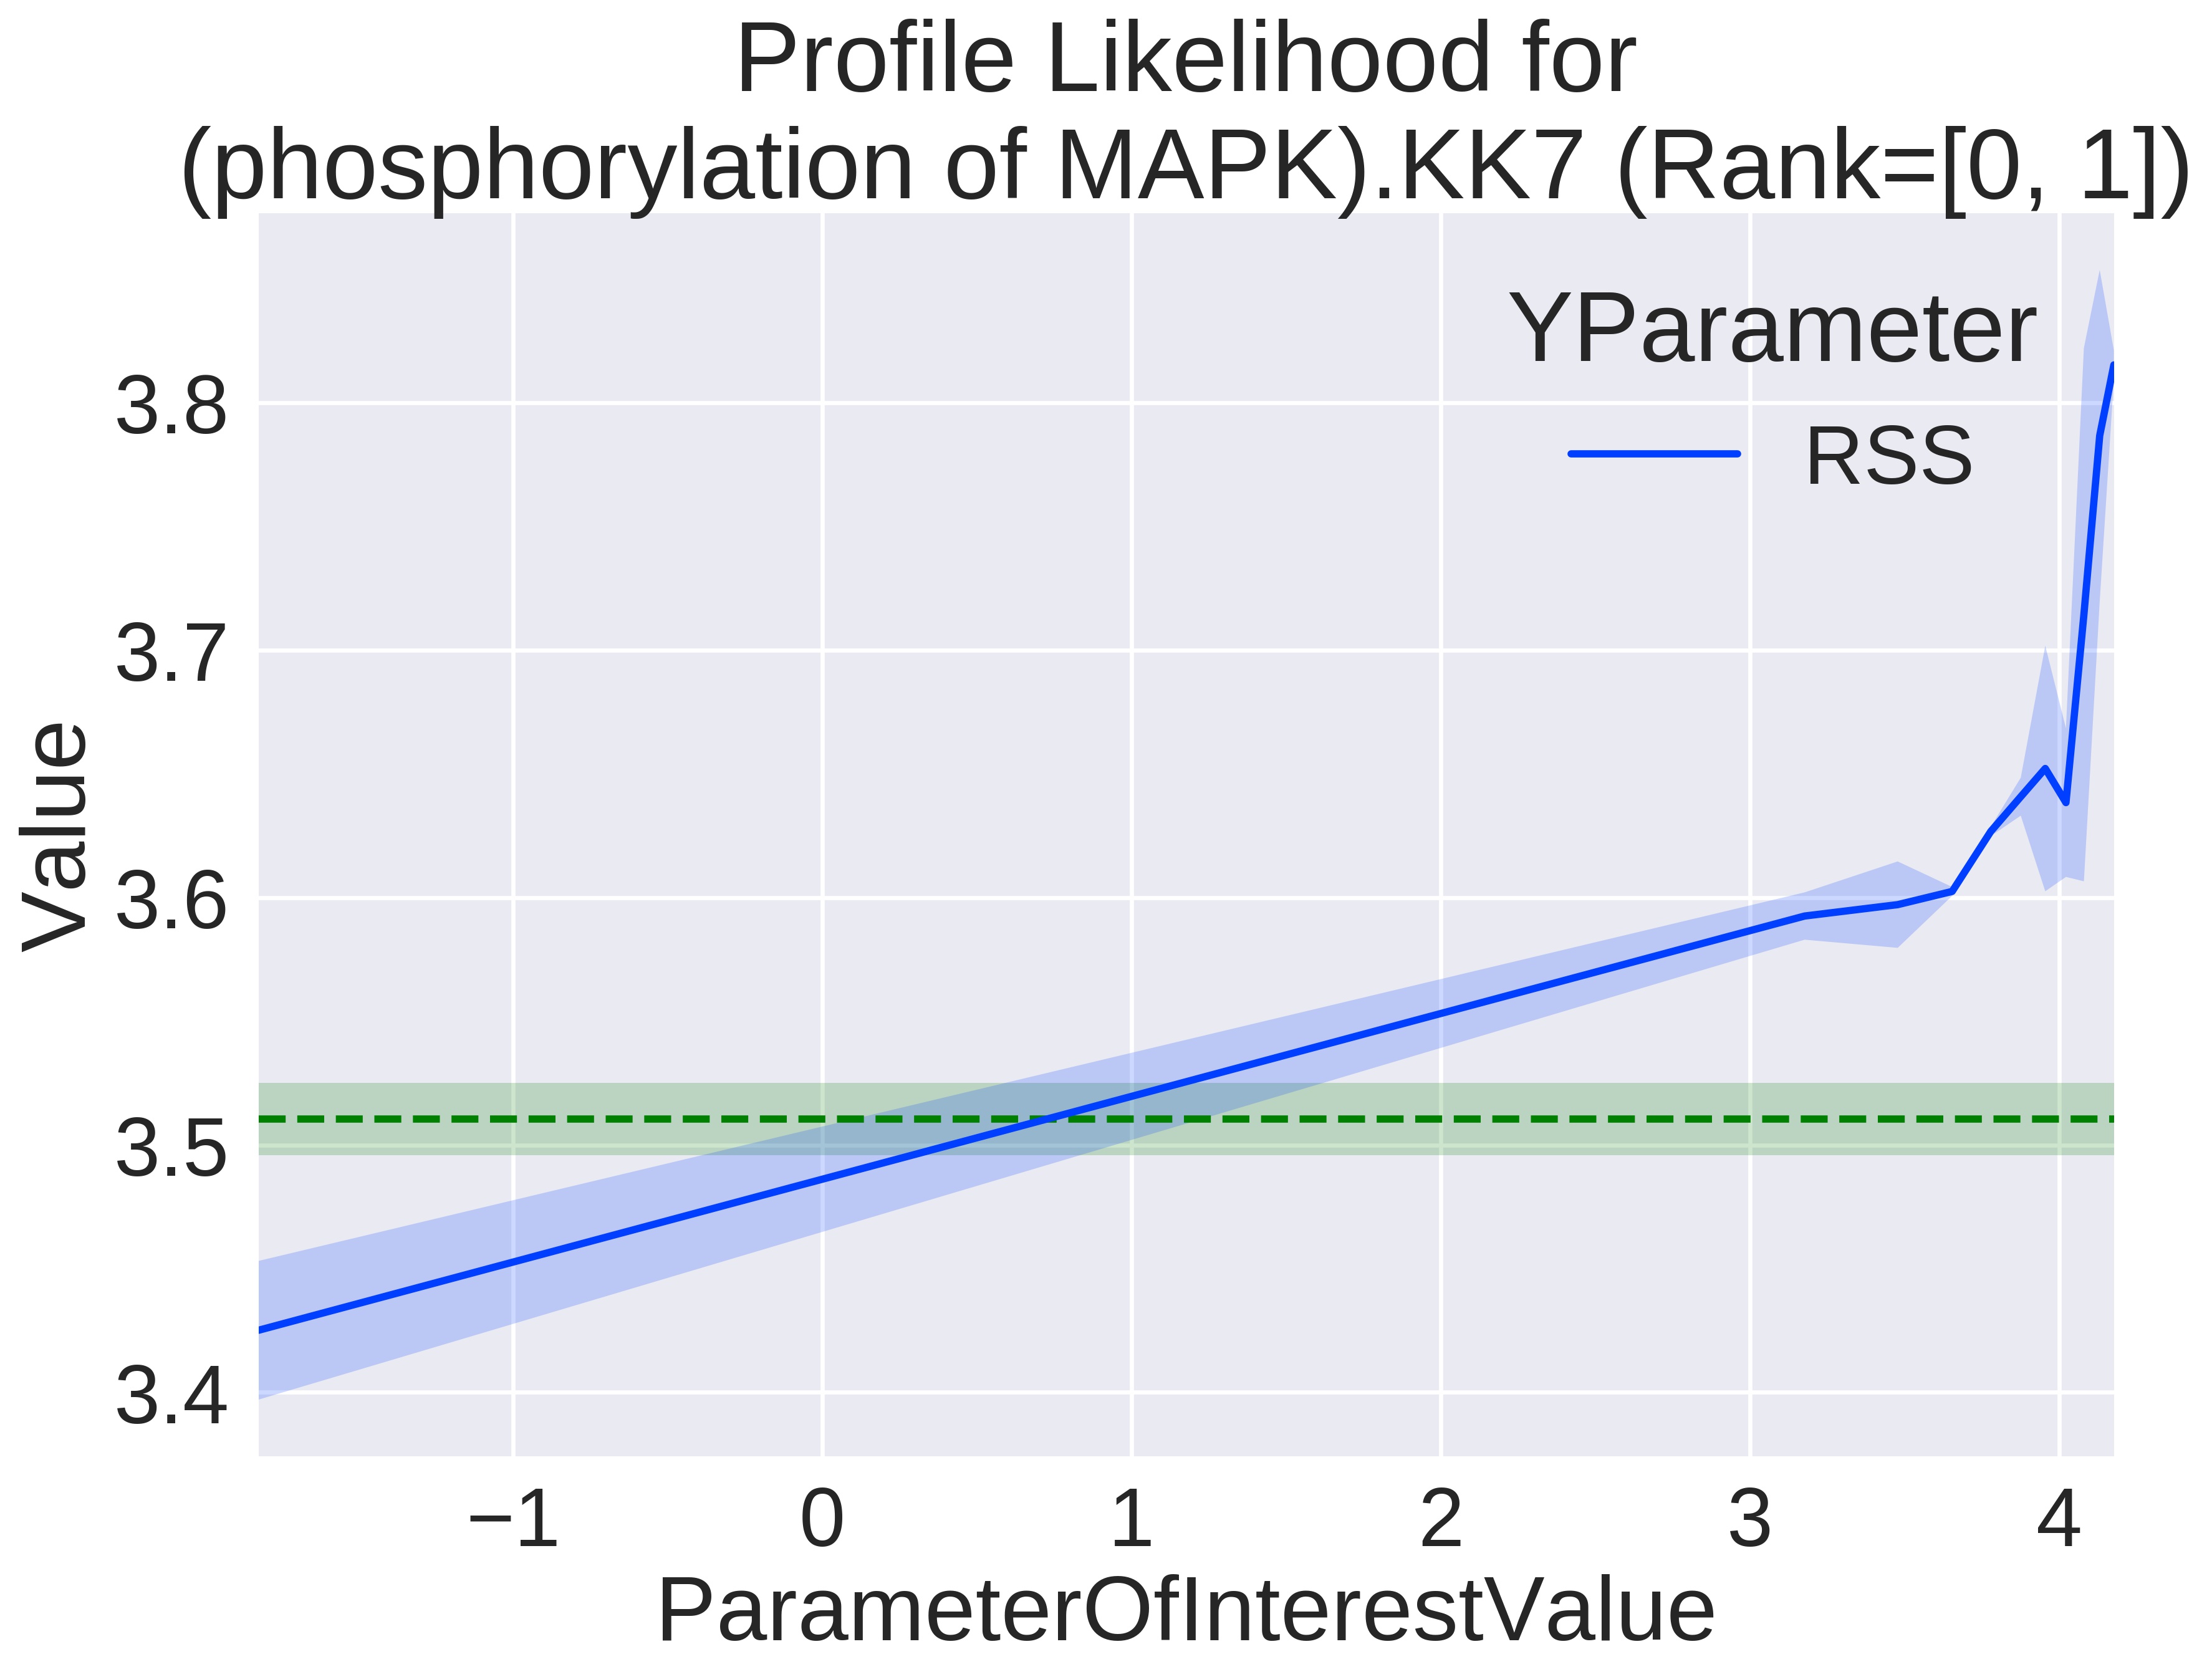 Profile Likelihood for
(phosphorylation of MAPK).KK7 (Rank=[0, 1])
YParameter
RSS
Value
3.8
3.7
3.6
3.5
3.4
−1 0 1 2 3 4
ParameterOfInterestValue